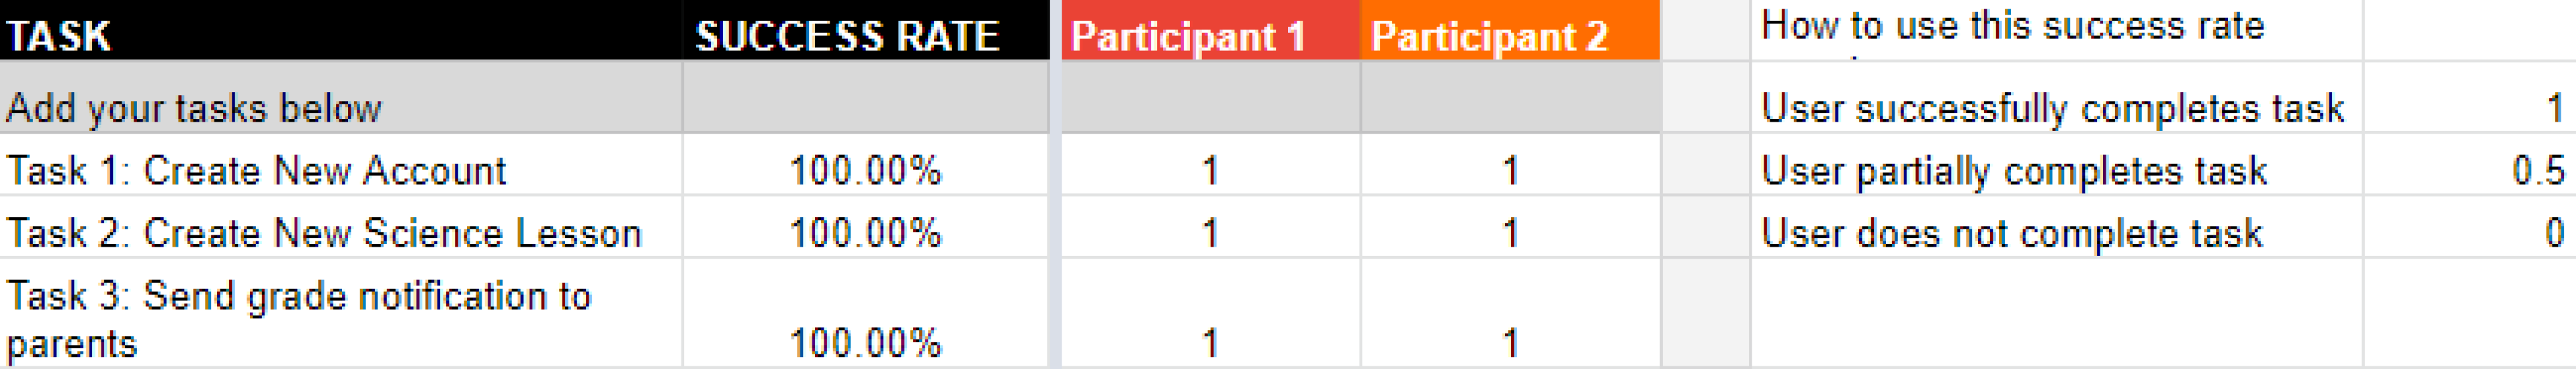 TASK SUCCESS RATE Participant 1 Participant 2 How to use this success rate
Add your tasks below User successfully completes task 1
Task 1: Create New Account 100.00% 1 1 User partially completes task 0.5
Task 2: Create New Science Lesson 100.00% 1 1 User does not complete task 0
Task 3: Send grade notification to
parents 100.00% 1 1